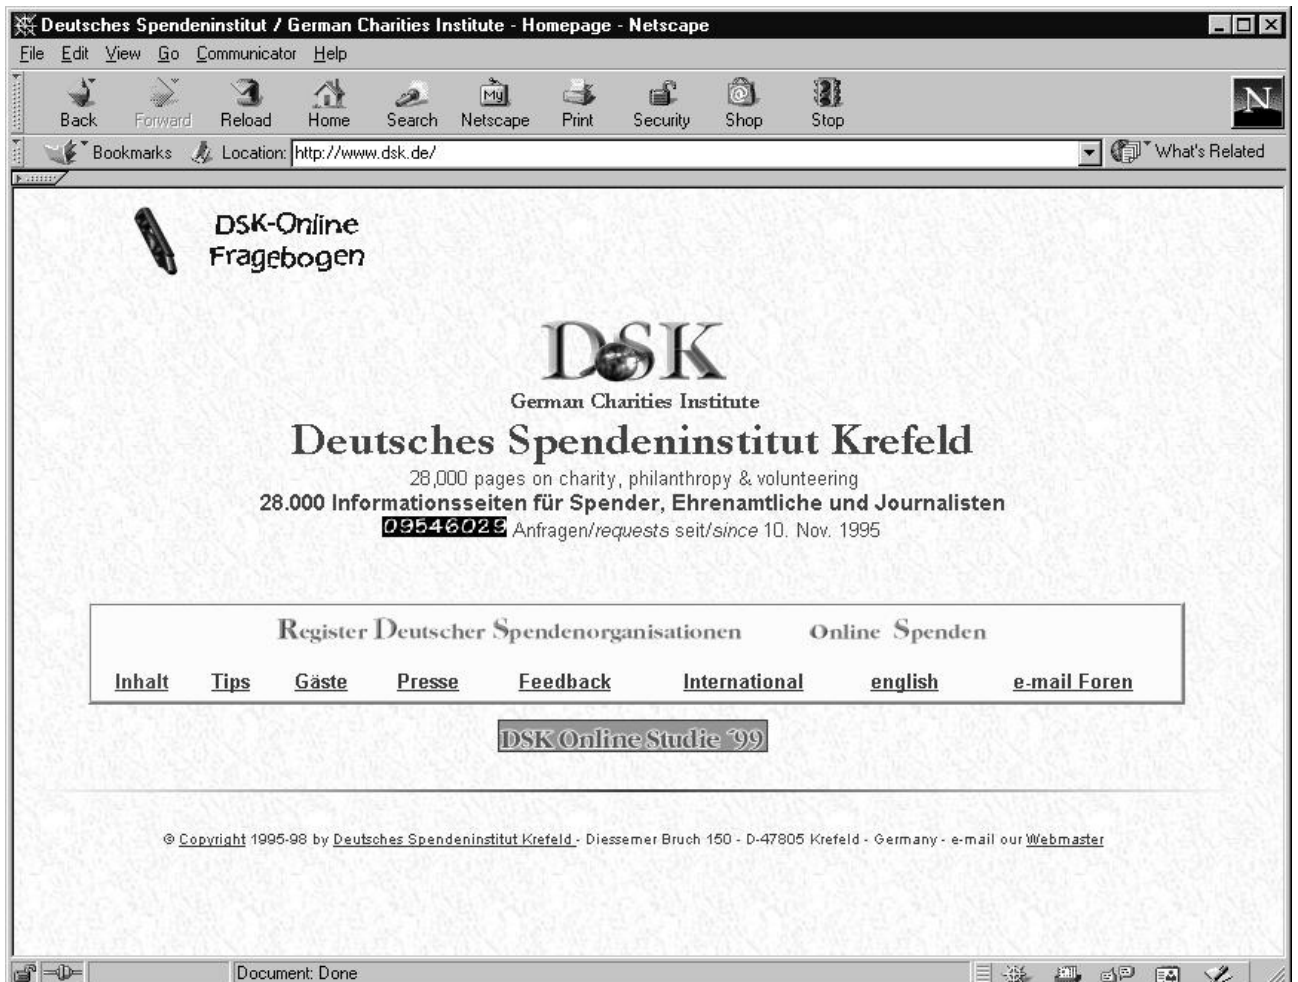 Deutsches Spendeninstitut / German Charities Institute - Homepage - Netscape
File Edit View Go Communicator Help
Back Forward Reload Home Search Netscape Print Security Shop Stop
My
N
Bookmarks Location: http://www.dsk.de/ What's Related
DSK-Online
Fragebogen
DSK
German Charities Institute
Deutsches Spendeninstitut Krefeld
28,000 pages on charity, philanthropy & volunteering
28.000 Informationsseiten für Spender, Ehrenamtliche und Journalisten
09546029 Anfragen/requests seit/since 10. Nov. 1995
Register Deutscher Spendenorganisationen Online Spenden
Inhalt Tips Gäste Presse Feedback International english e-mail Foren
DSK Online Studie '99
© Copyright 1995-98 by Deutsches Spendeninstitut Krefeld - Diessemer Bruch 150 - D-47805 Krefeld - Germany - e-mail our Webmaster
Document: Done